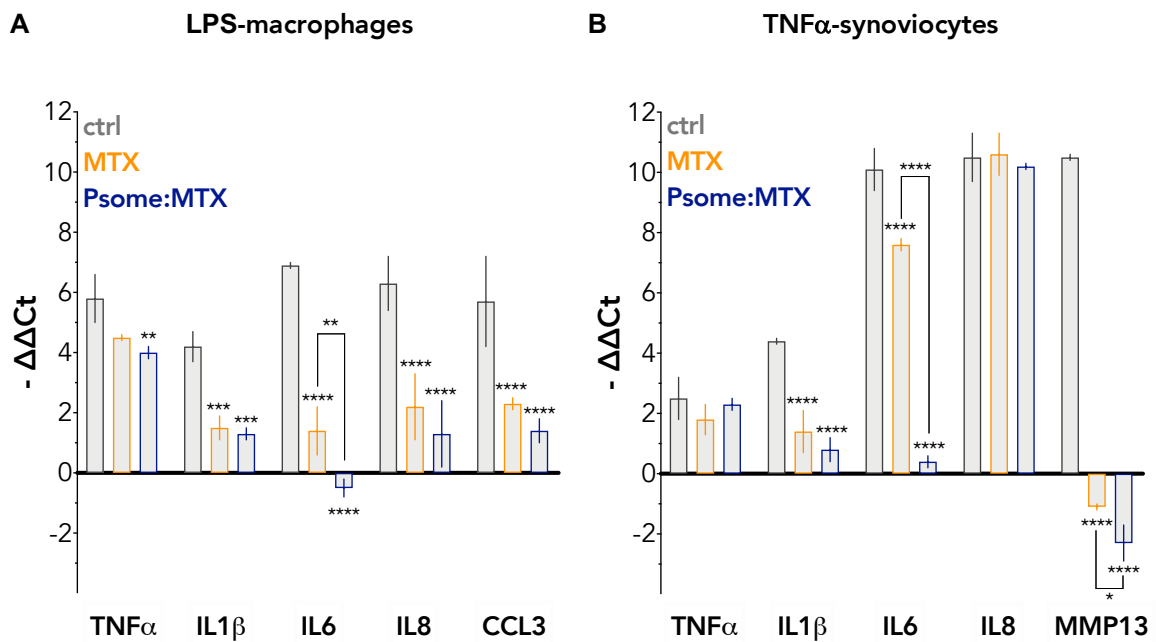 A
LPS-macrophages
12
10
8
6
4
2
0
-2
- ΔΔCt
ctrl
MTX
Psome:MTX
**
***
***
****
**
****
****
****
****
****
TNFα
IL1β
IL6
IL8
CCL3
B
TNFα-synoviocytes
12
10
8
6
4
2
0
-2
- ΔΔCt
ctrl
MTX
Psome:MTX
****
****
****
****
****
****
****
*
TNFα
IL1β
IL6
IL8
MMP13